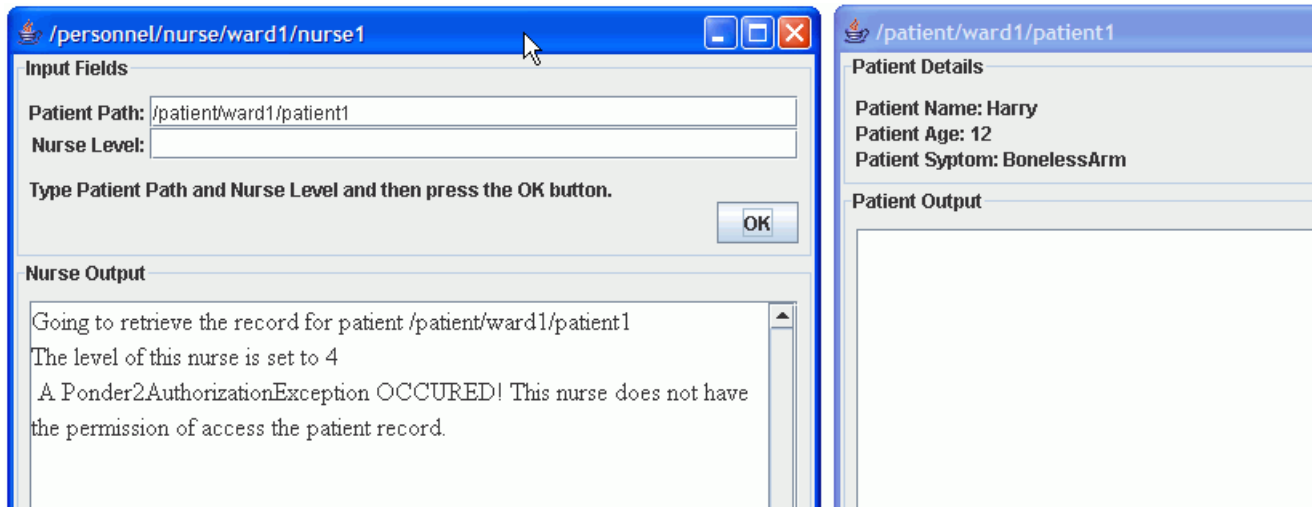 /personnel/nurse/ward1/nurse1
Input Fields
Patient Path: /patient/ward1/patient1
Nurse Level:
Type Patient Path and Nurse Level and then press the OK button.
OK
Nurse Output
Going to retrieve the record for patient /patient/ward1/patient1
The level of this nurse is set to 4
A Ponder2AuthorizationException OCCURED! This nurse does not have
the permission of access the patient record.
/patient/ward1/patient1
Patient Details
Patient Name: Harry
Patient Age: 12
Patient Syptom: BonelessArm
Patient Output